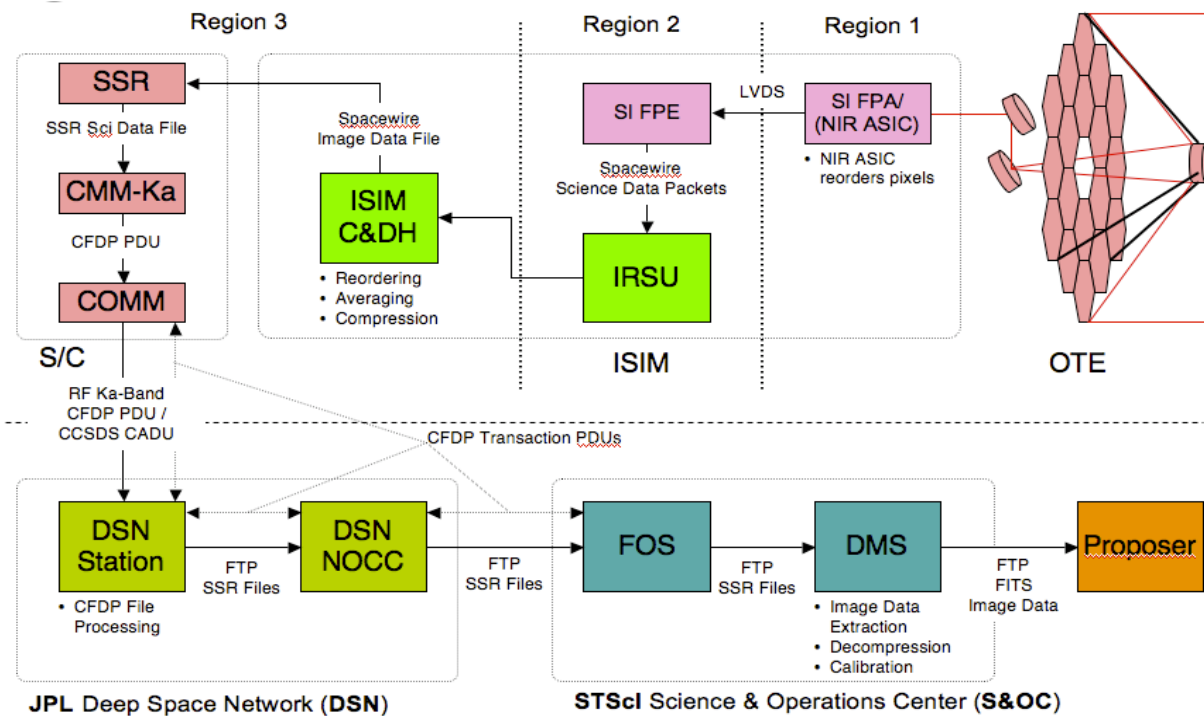 Region 3
Region 2
Region 1
SSR
SSR Sci Data File
CMM-Ka
CFDP PDU
COMM
S/C
Spacewire
Image Data File
ISIM
C&DH
• Reordering
• Averaging
• Compression
SI FPE
Spacewire
Science Data Packets
IRSU
ISIM
LVDS
SI FPA/
(NIR ASIC)
• NIR ASIC
reorders pixels
OTE
RF Ka-Band
CFDP PDU /
CCSDS CADU
CFDP Transaction PDUs
DSN
Station
• CFDP File
Processing
FTP
SSR Files
DSN
NOCC
FTP
SSR Files
FOS
FTP
SSR Files
DMS
• Image Data
Extraction
• Decompression
• Calibration
FTP
FITS
Image Data
Proposer
JPL Deep Space Network (DSN)
STScI Science & Operations Center (S&OC)